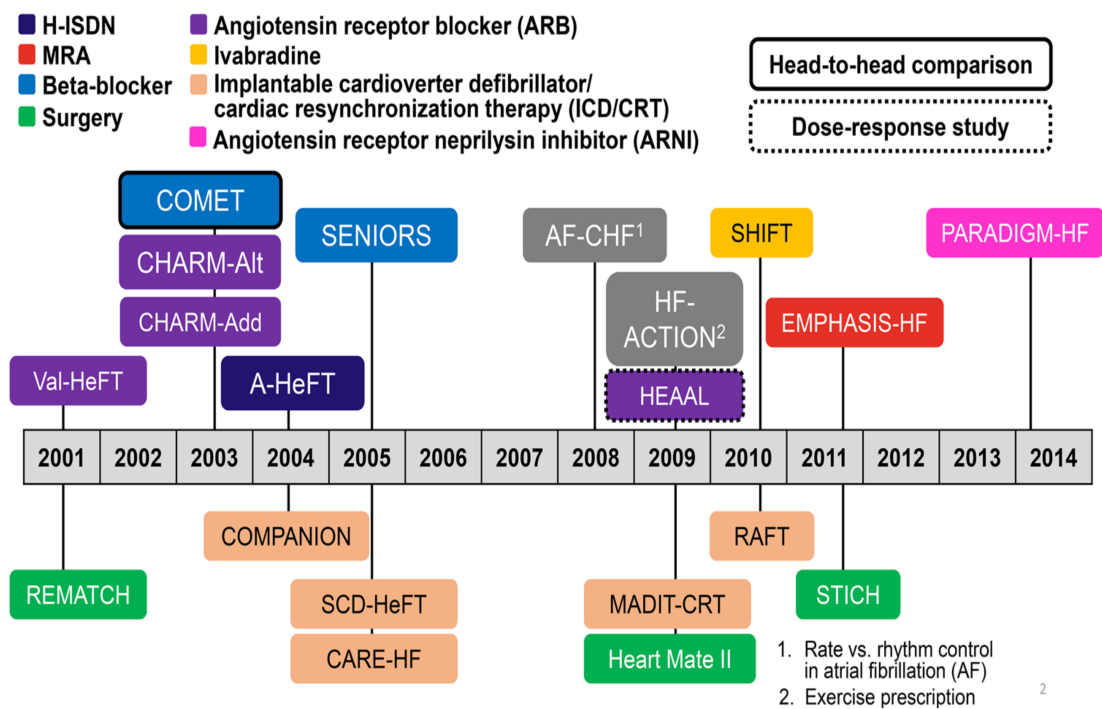 H-ISDN
MRA
Beta-blocker
Surgery
Angiotensin receptor blocker (ARB)
Ivabradine
Implantable cardioverter defibrillator/
cardiac resynchronization therapy (ICD/CRT)
Angiotensin receptor neprilysin inhibitor (ARNI)
Head-to-head comparison
Dose-response study
COMET
CHARM-Alt
CHARM-Add
SENIORS
AF-CHF¹
SHIFT
PARADIGM-HF
HF-
ACTION²
EMPHASIS-HF
Val-HeFT
A-HeFT
HEAAL
2001 2002 2003 2004 2005 2006 2007 2008 2009 2010 2011 2012 2013 2014
COMPANION
RAFT
REMATCH
SCD-HeFT
MADIT-CRT
STICH
CARE-HF
Heart Mate II
1. Rate vs. rhythm control
in atrial fibrillation (AF)
2. Exercise prescription
2